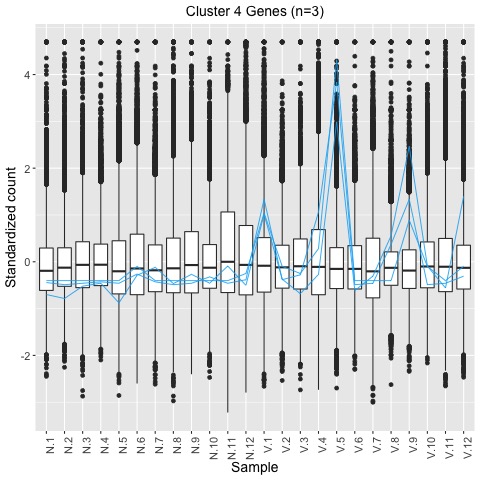 Cluster 4 Genes (n=3)
Standardized count
4
2
0
-2
N.1 N.2 N.3 N.4 N.5 N.6 N.7 N.8 N.9 N.10 N.11 N.12 V.1 V.2 V.3 V.4 V.5 V.6 V.7 V.8 V.9 V.10 V.11 V.12
Sample